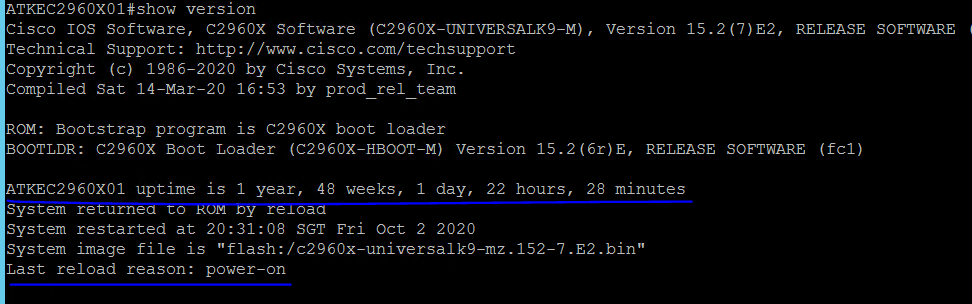 ATKEC2960X01#show version
Cisco IOS Software, C2960X Software (C2960X-UNIVERSALK9-M), Version 15.2(7)E2, RELEASE SOFTWARE (
Technical Support: http://www.cisco.com/techsupport
Copyright (c) 1986-2020 by Cisco Systems, Inc.
Compiled Sat 14-Mar-20 16:53 by prod_rel_team
ROM: Bootstrap program is C2960X boot loader
BOOTLDR: C2960X Boot Loader (C2960X-HBOOT-M) Version 15.2(6r)E, RELEASE SOFTWARE (fc1)
ATKEC2960X01 uptime is 1 year, 48 weeks, 1 day, 22 hours, 28 minutes
System returned to ROM by reload
System restarted at 20:31:08 SGT Fri Oct 2 2020
System image file is "flash:/c2960x-universalk9-mz.152-7.E2.bin"
Last reload reason: power-on